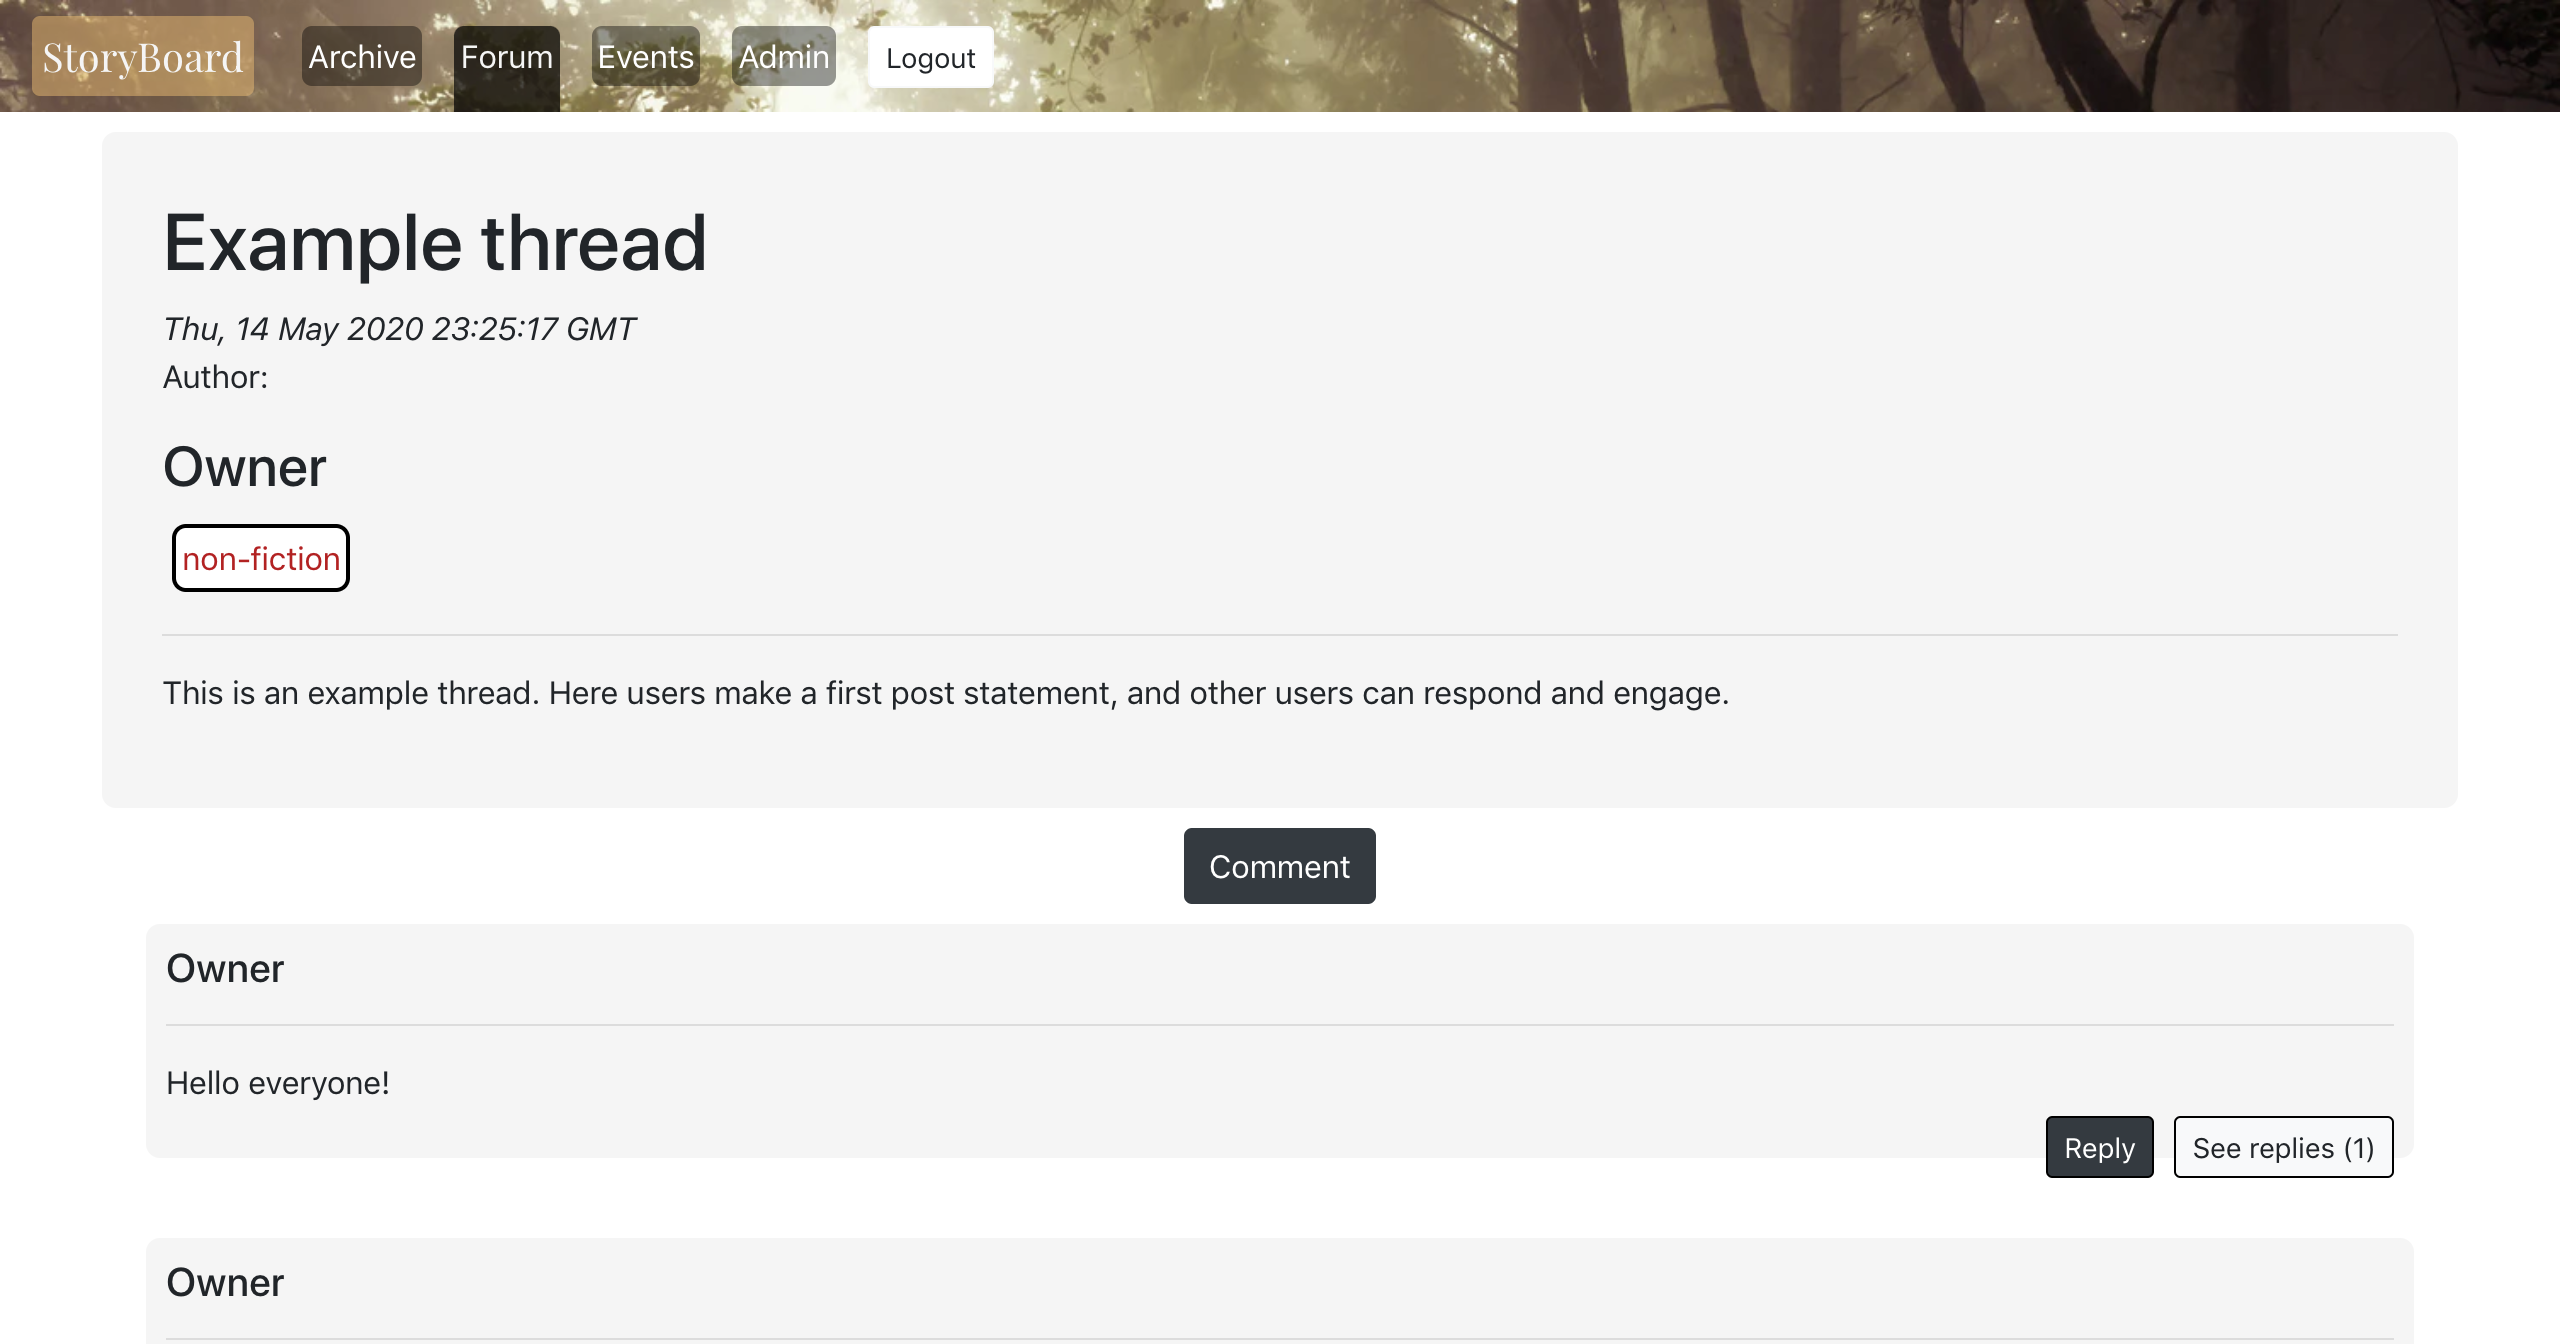 StoryBoard Archive Forum Events Admin Logout
Example thread
Thu, 14 May 2020 23:25:17 GMT
Author:
Owner
non-fiction
This is an example thread. Here users make a first post statement, and other users can respond and engage.
Comment
Owner
Hello everyone!
Reply See replies (1)
Owner